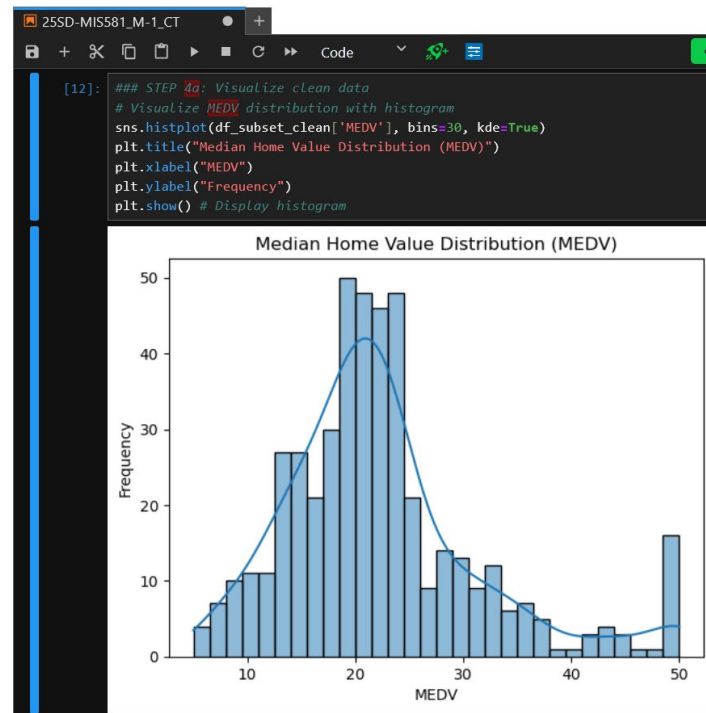 25SD-MIS581_M-1_CT
Code
[12]:
### STEP 4a: Visualize clean data
# Visualize MEDV distribution with histogram
sns.histplot(df_subset_clean['MEDV'], bins=30, kde=True)
plt.title("Median Home Value Distribution (MEDV)")
plt.xlabel("MEDV")
plt.ylabel("Frequency")
plt.show() # Display histogram
Median Home Value Distribution (MEDV)
50
40
30
20
10
0
Frequency
10 20 30 40 50
MEDV